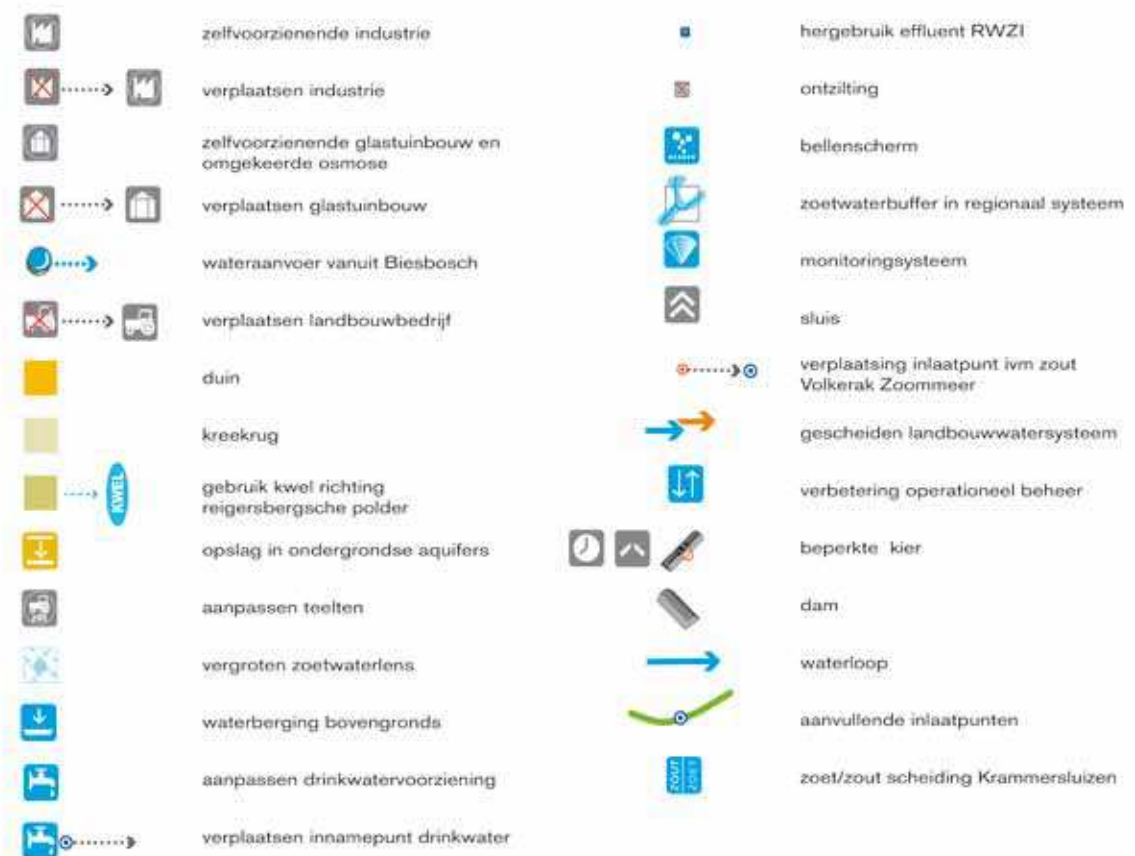 zelfvoorzienende industrie
verplaatsen industrie
zelfvoorzienende glastuinbouw en
omgekeerde osmose
verplaatsen glastuinbouw
wateraanvoer vanuit Biesbosch
verplaatsen landbouwbedrijf
duin
kreekrug
KWEL
gebruik kwel richting
reigersbergsche polder
opslag in ondergrondse aquifers
aanpassen teelten
vergroten zoetwaterlens
waterberging bovengronds
aanpassen drinkwatervoorziening
verplaatsen innamepunt drinkwater
hergebruik effluent RWZI
ontzilting
bellenscherm
zoetwaterbuffer in regionaal systeem
monitoringsysteem
sluis
verplaatsing inlaatpunt ivm zout
Volkerak Zoommeer
gescheiden landbouwwatersysteem
verbetering operationeel beheer
beperkte kier
dam
waterloop
aanvullende inlaatpunten
ZOUT
ZOET
zoet/zout scheiding Krammersluizen